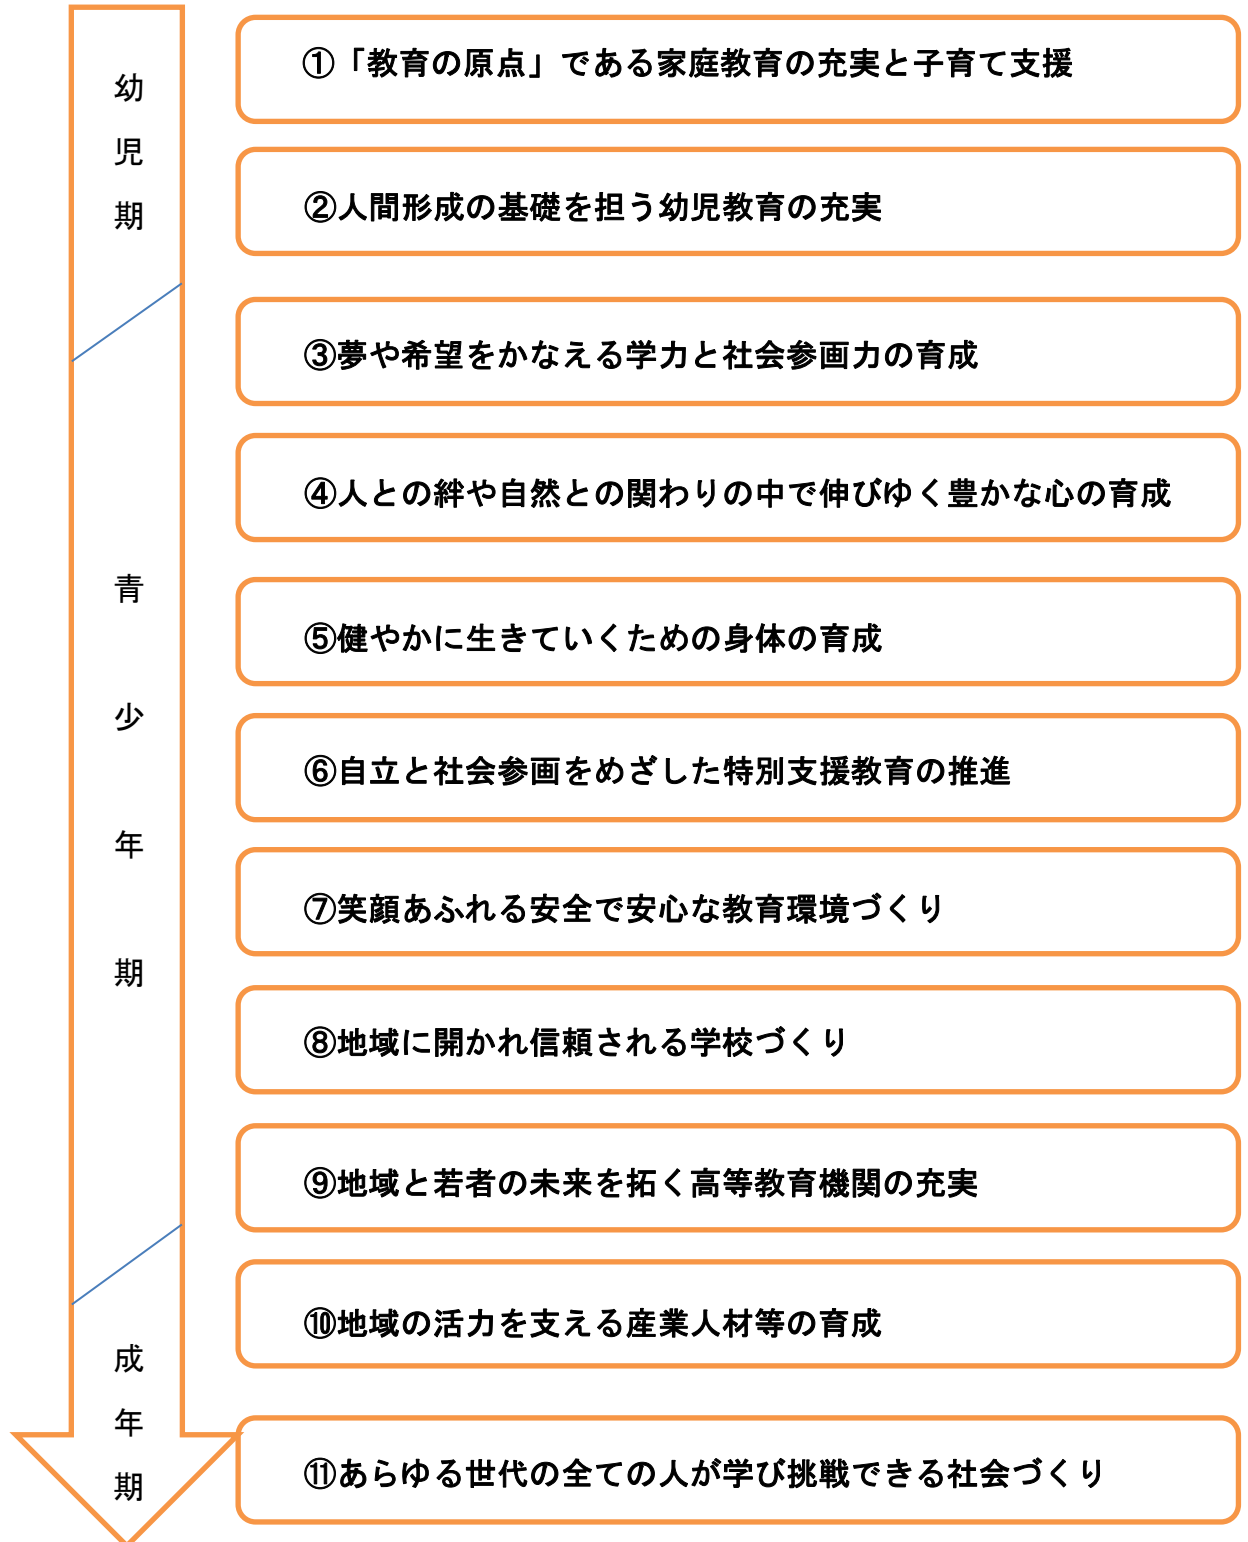 幼児期
①「教育の原点」である家庭教育の充実と子育て支援
②人間形成の基礎を担う幼児教育の充実
青少年期
③夢や希望をかなえる学力と社会参画力の育成
④人との絆や自然との関わりの中で伸びゆく豊かな心の育成
⑤健やかに生きていくための身体の育成
⑥自立と社会参画をめざした特別支援教育の推進
⑦笑顔あふれる安全で安心な教育環境づくり
⑧地域に開かれ信頼される学校づくり
⑨地域と若者の未来を拓く高等教育機関の充実
⑩地域の活力を支える産業人材等の育成
成年期
⑪あらゆる世代の全ての人が学び挑戦できる社会づくり